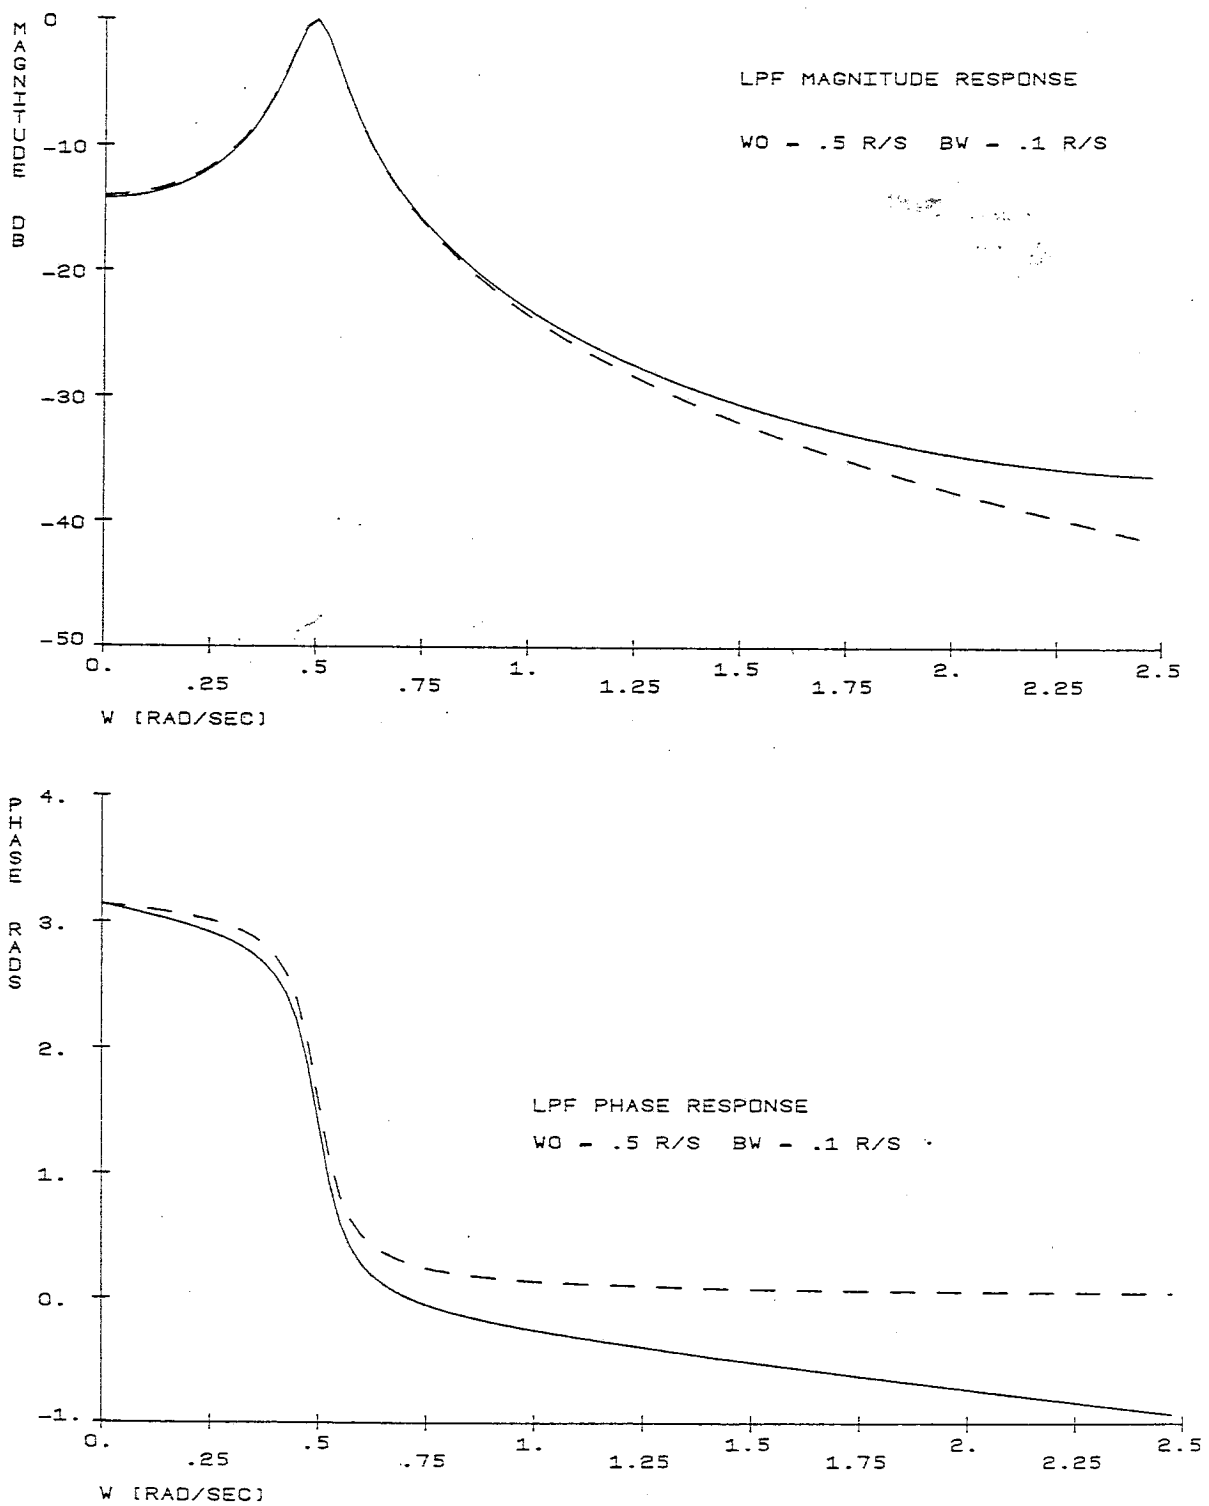 MAGNITUDE DB
0
-10
-20
-30
-40
-50
LPF MAGNITUDE RESPONSE
WO - .5 R/S BW - .1 R/S
0. .25 .5 .75 1. 1.25 1.5 1.75 2. 2.25 2.5
W [RAD/SEC]
PHASE RADS
4.
3.
2.
1.
0.
-1.
LPF PHASE RESPONSE
WO - .5 R/S BW - .1 R/S
0. .25 .5 .75 1. 1.25 1.5 1.75 2. 2.25 2.5
W [RAD/SEC]